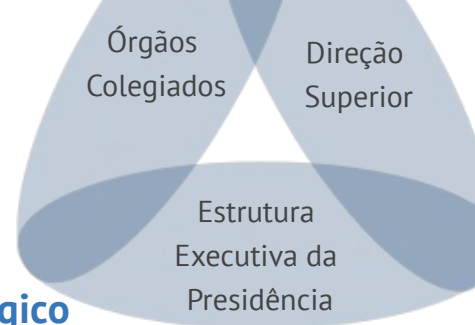 Órgãos
Colegiados
Direção
Superior
Estrutura
Executiva da
Presidência